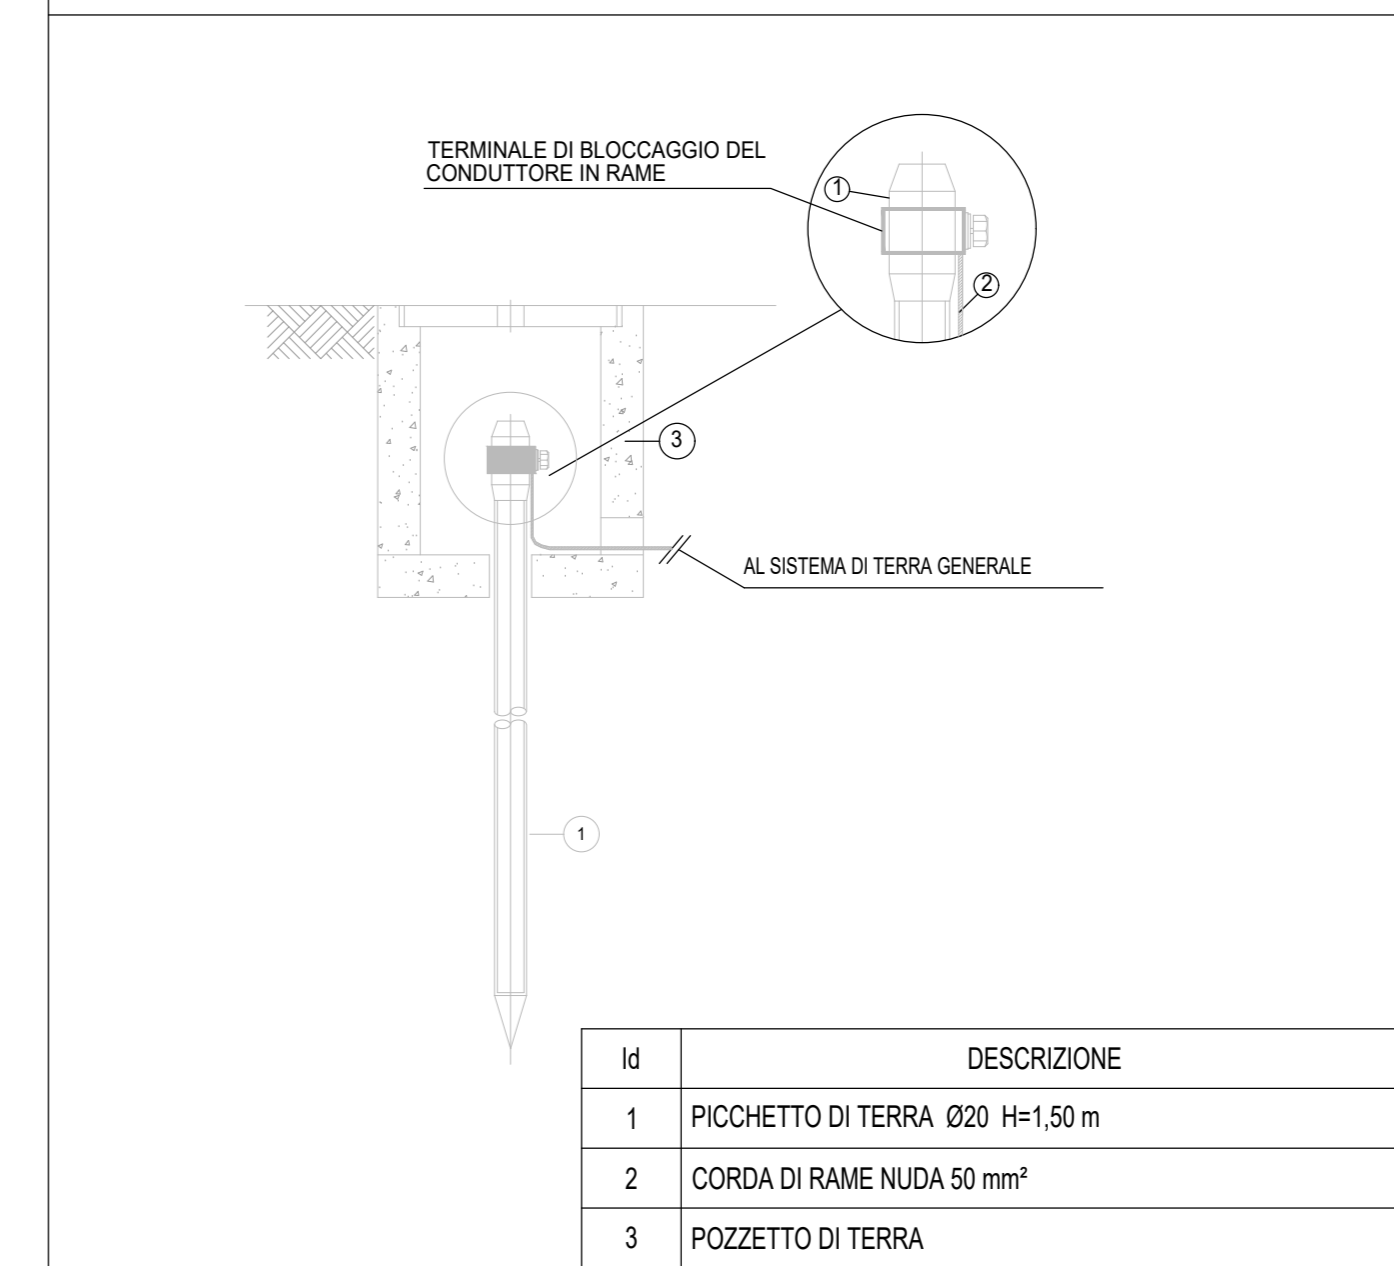 TERMINALE DI BLOCCAGGIO DEL
CONDUTTORE IN RAME
1
2
3
AL SISTEMA DI TERRA GENERALE
1
Id DESCRIZIONE
1 PICCHETTO DI TERRA Ø20 H=1,50 m
2 CORDA DI RAME NUDA 50 mm²
3 POZZETTO DI TERRA